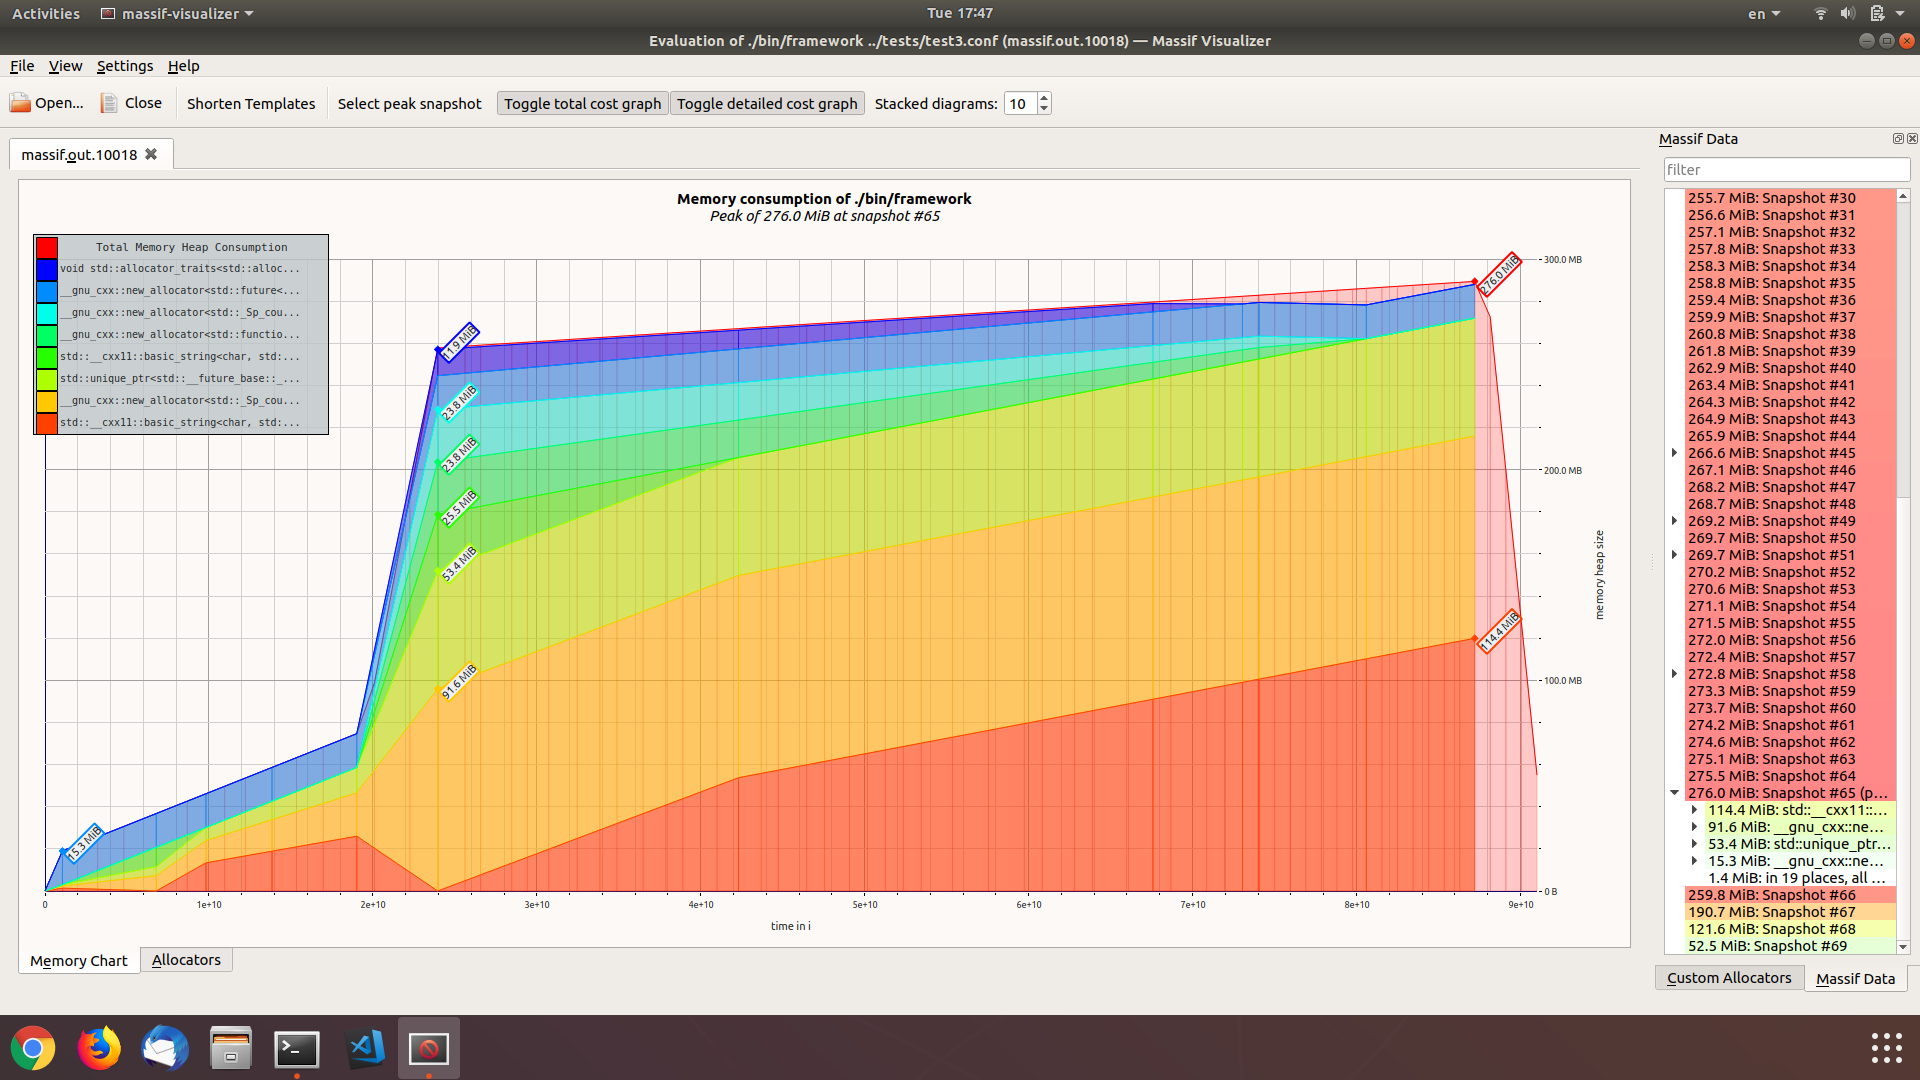 Activities massif-visualizer Tue 17:47 en
Evaluation of ./bin/framework ../tests/test3.conf (massif.out.10018) — Massif Visualizer
File View Settings Help
Open... Close Shorten Templates Select peak snapshot Toggle total cost graph Toggle detailed cost graph Stacked diagrams: 10
massif.out.10018
Memory consumption of ./bin/framework
Peak of 276.0 MiB at snapshot #65
Total Memory Heap Consumption
void std::allocator_traits<std::alloc...
__gnu_cxx::new_allocator<std::future<...
__gnu_cxx::new_allocator<std::_Sp_cou...
__gnu_cxx::new_allocator<std::functio...
std::__cxx11::basic_string<char, std:...
std::unique_ptr<std::__future_base::_...
__gnu_cxx::new_allocator<std::_Sp_cou...
std::__cxx11::basic_string<char, std:...
276.0 MiB
11.9 MiB
23.8 MiB
23.8 MiB
25.5 MiB
53.4 MiB
91.6 MiB
114.4 MiB
15.3 MiB
300.0 MB
200.0 MB
100.0 MB
0 B
memory heap size
0 1e+10 2e+10 3e+10 4e+10 5e+10 6e+10 7e+10 8e+10 9e+10
time in i
Memory Chart Allocators
Massif Data
filter
255.7 MiB: Snapshot #30
256.6 MiB: Snapshot #31
257.1 MiB: Snapshot #32
257.8 MiB: Snapshot #33
258.3 MiB: Snapshot #34
258.8 MiB: Snapshot #35
259.4 MiB: Snapshot #36
259.9 MiB: Snapshot #37
260.8 MiB: Snapshot #38
261.8 MiB: Snapshot #39
262.9 MiB: Snapshot #40
263.4 MiB: Snapshot #41
264.3 MiB: Snapshot #42
264.9 MiB: Snapshot #43
265.9 MiB: Snapshot #44
266.6 MiB: Snapshot #45
267.1 MiB: Snapshot #46
268.2 MiB: Snapshot #47
268.7 MiB: Snapshot #48
269.2 MiB: Snapshot #49
269.7 MiB: Snapshot #50
269.7 MiB: Snapshot #51
270.2 MiB: Snapshot #52
270.6 MiB: Snapshot #53
271.1 MiB: Snapshot #54
271.5 MiB: Snapshot #55
272.0 MiB: Snapshot #56
272.4 MiB: Snapshot #57
272.8 MiB: Snapshot #58
273.3 MiB: Snapshot #59
273.7 MiB: Snapshot #60
274.2 MiB: Snapshot #61
274.6 MiB: Snapshot #62
275.1 MiB: Snapshot #63
275.5 MiB: Snapshot #64
276.0 MiB: Snapshot #65 (p...
114.4 MiB: std::__cxx11::...
91.6 MiB: __gnu_cxx::ne...
53.4 MiB: std::unique_ptr...
15.3 MiB: __gnu_cxx::ne...
1.4 MiB: in 19 places, all ...
259.8 MiB: Snapshot #66
190.7 MiB: Snapshot #67
121.6 MiB: Snapshot #68
52.5 MiB: Snapshot #69
Custom Allocators Massif Data